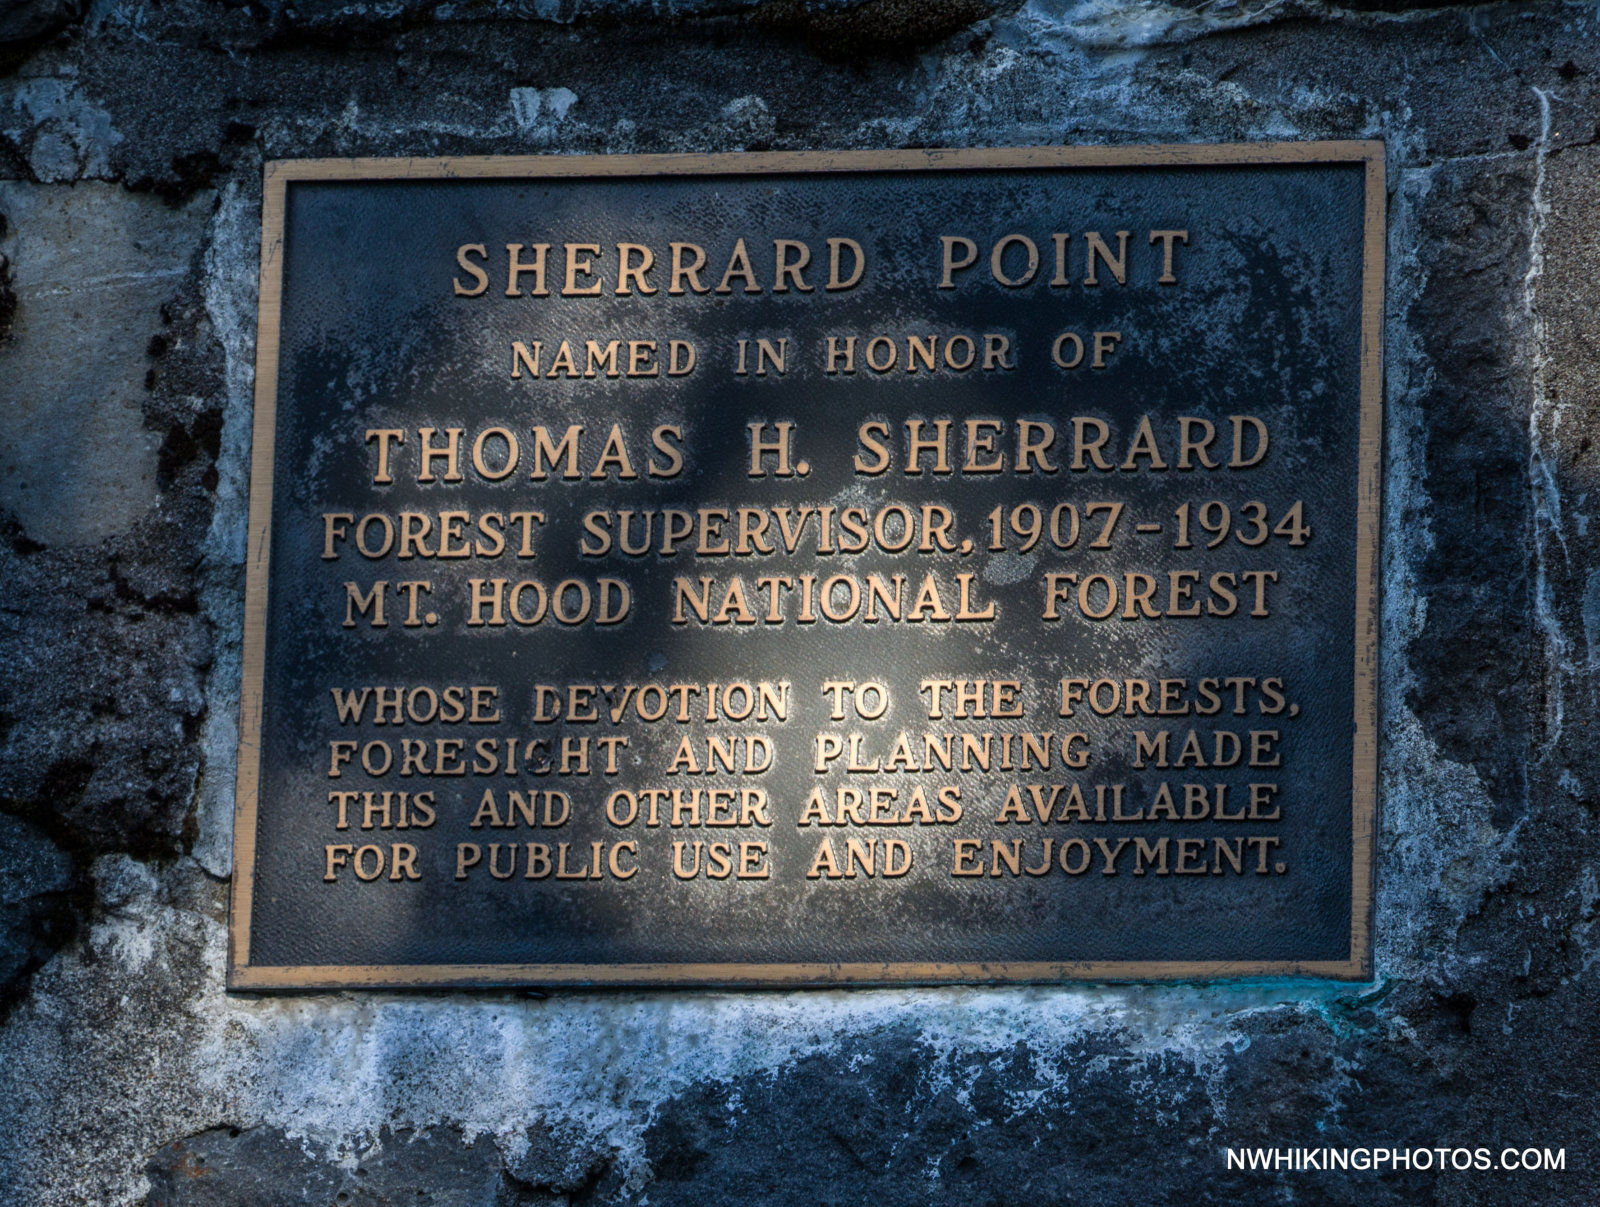 SHERRARD POINT
NAMED IN HONOR OF
THOMAS H. SHERRARD
FOREST SUPERVISOR, 1907-1934
MT. HOOD NATIONAL FOREST
WHOSE DEVOTION TO THE FORESTS,
FORESIGHT AND PLANNING MADE
THIS AND OTHER AREAS AVAILABLE
FOR PUBLIC USE AND ENJOYMENT.
NWHIKINGPHOTOS.COM